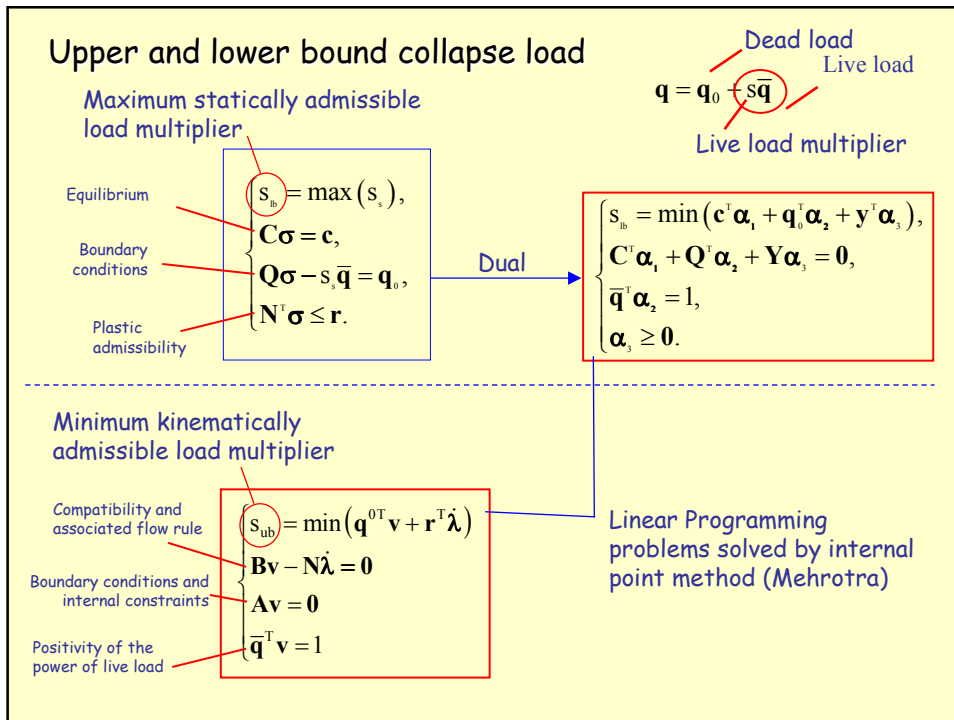 Upper and lower bound collapse load
Dead load
Live load
q = q₀ + sq̅
Live load multiplier
Maximum statically admissible
load multiplier
Equilibrium
Boundary
conditions
Plastic
admissibility
s_lb = max(s_s),
Cσ = c,
Qσ − s_s q̅ = q₀,
Nᵀσ ≤ r.
Dual
s_lb = min(cᵀα₁ + q₀ᵀα₂ + yᵀα₃),
Cᵀα₁ + Qᵀα₂ + Yα₃ = 0,
q̅ᵀα₂ = 1,
α₃ ≥ 0.
Minimum kinematically
admissible load multiplier
Compatibility and
associated flow rule
Boundary conditions and
internal constraints
Positivity of the
power of live load
s_ub = min(q⁰ᵀv + rᵀλ̇)
Bv − Nλ̇ = 0
Av = 0
q̅ᵀv = 1
Linear Programming
problems solved by internal
point method (Mehrotra)